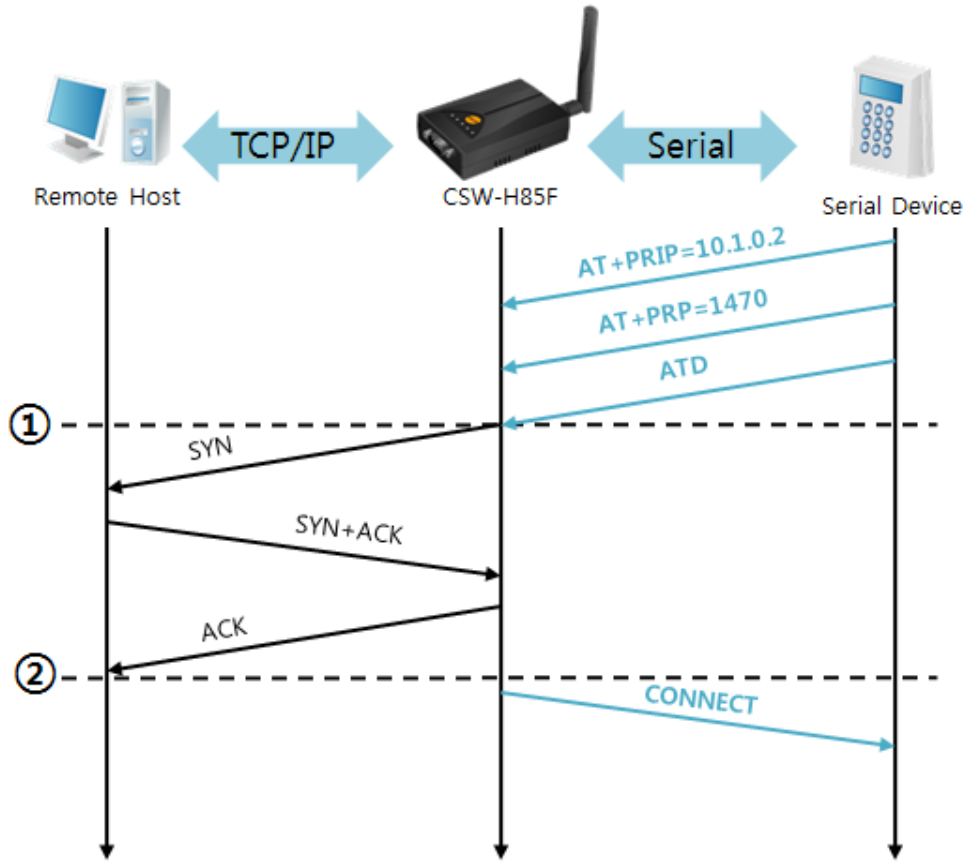 TCP/IP
Serial
Remote Host
CSW-H85F
Serial Device
AT+PRIP=10.1.0.2
AT+PRP=1470
ATD
①
SYN
SYN+ACK
ACK
②
CONNECT